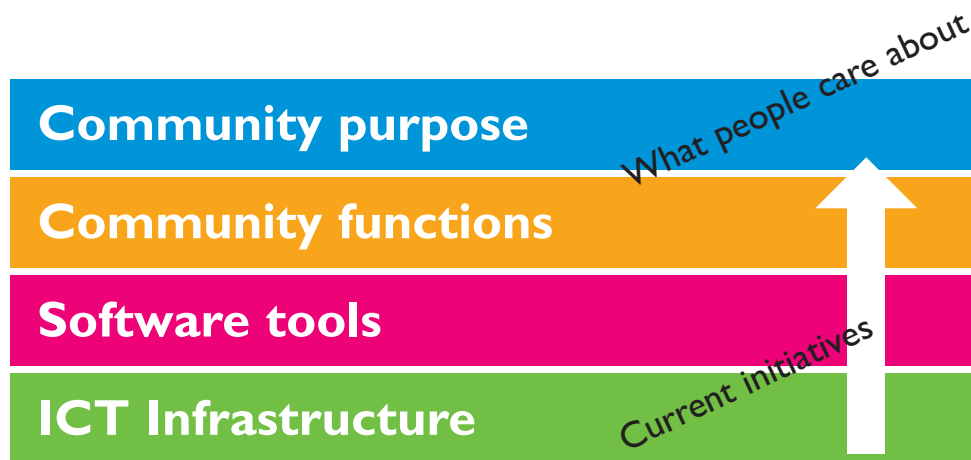 What people care about
Community purpose
Community functions
Software tools
Current initiatives
ICT Infrastructure